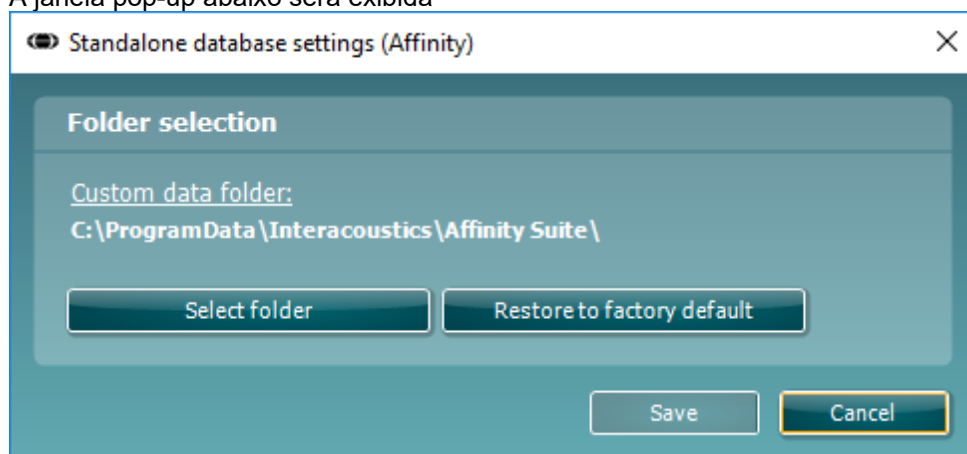 A janela pop-up abaixo será exibida
Standalone database settings (Affinity)
Folder selection
Custom data folder:
C:\ProgramData\Interacoustics\Affinity Suite\
Select folder
Restore to factory default
Save
Cancel